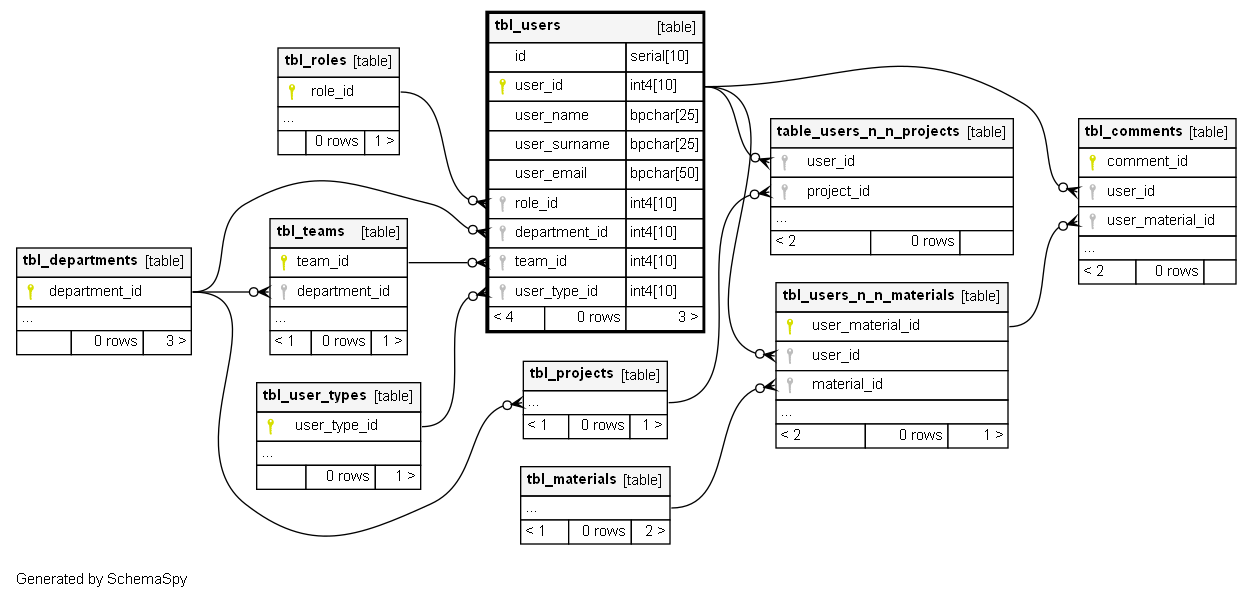 tbl_users [table]
id serial[10]
user_id int4[10]
user_name bpchar[25]
user_surname bpchar[25]
user_email bpchar[50]
role_id int4[10]
department_id int4[10]
team_id int4[10]
user_type_id int4[10]
< 4 0 rows 3 >
tbl_roles [table]
role_id
...
0 rows 1 >
tbl_teams [table]
team_id
department_id
...
< 1 0 rows 1 >
tbl_departments [table]
department_id
...
0 rows 3 >
tbl_user_types [table]
user_type_id
...
0 rows 1 >
tbl_projects [table]
...
< 1 0 rows 1 >
tbl_materials [table]
...
< 1 0 rows 2 >
table_users_n_n_projects [table]
user_id
project_id
...
< 2 0 rows
tbl_users_n_n_materials [table]
user_material_id
user_id
material_id
...
< 2 0 rows 1 >
tbl_comments [table]
comment_id
user_id
user_material_id
...
< 2 0 rows
Generated by SchemaSpy